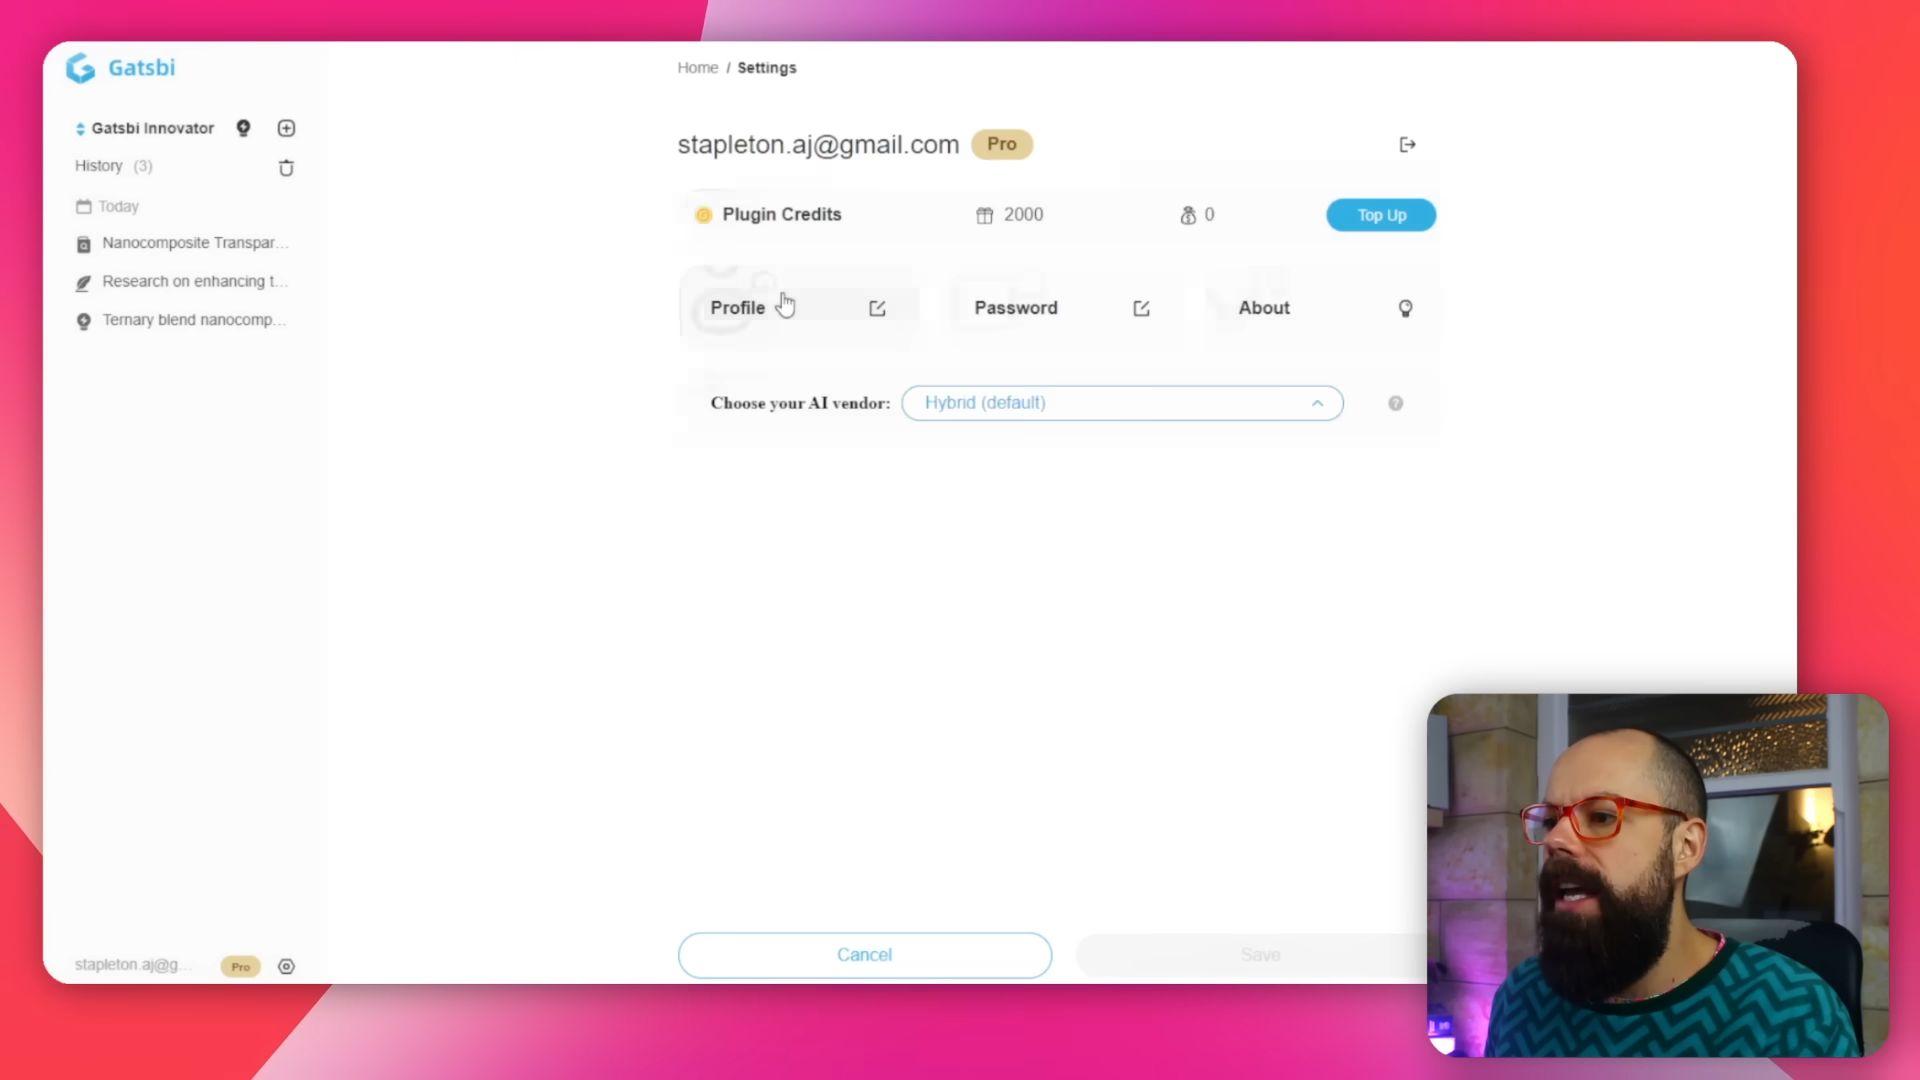 Gatsbi
Home / Settings
Gatsbi Innovator
History (3)
Today
Nanocomposite Transpar...
Research on enhancing t...
Ternary blend nanocomp...
stapleton.aj@gmail.com Pro
Plugin Credits 2000 0 Top Up
Profile Password About
Choose your AI vendor: Hybrid (default)
Cancel Save
stapleton.aj@g... Pro